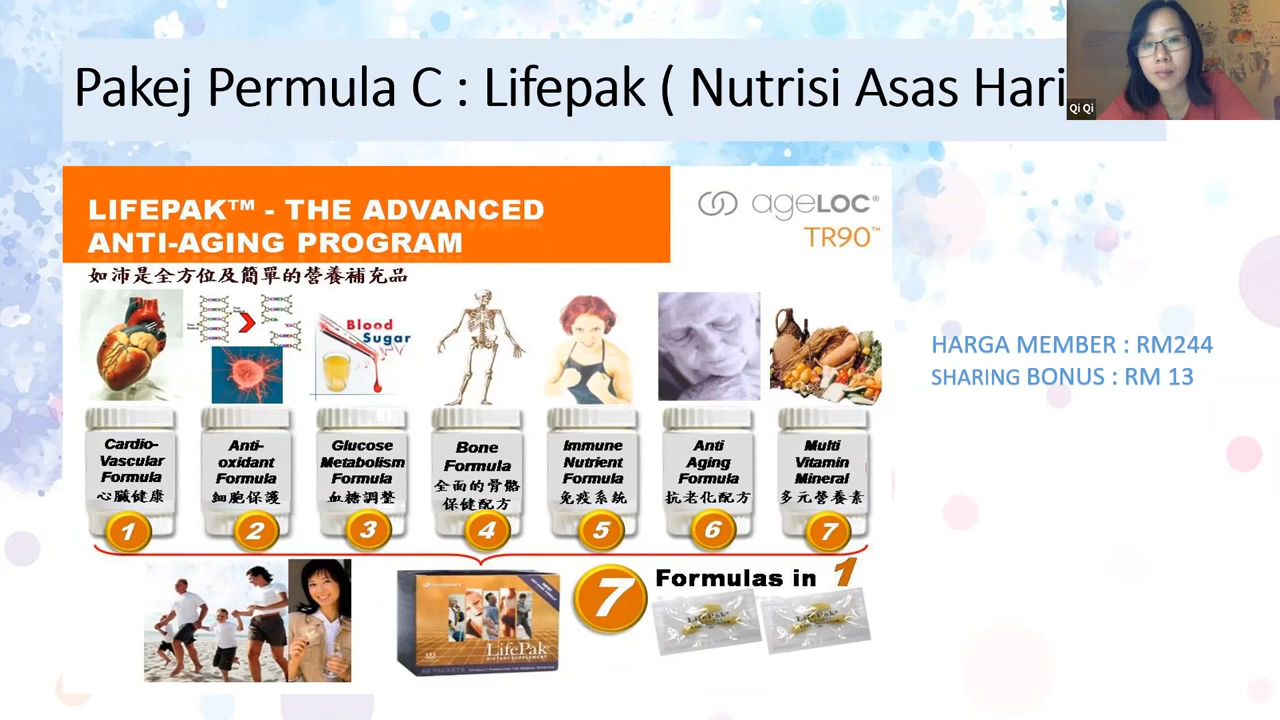 Pakej Permula C : Lifepak ( Nutrisi Asas Hari
Qi Qi
LIFEPAK™ - THE ADVANCED
ANTI-AGING PROGRAM
ageLOC®
TR90™
如沛是全方位及簡單的營養補充品
Blood
Sugar
HARGA MEMBER : RM244
SHARING BONUS : RM 13
Cardio-
Vascular
Formula
心臟健康
1
Anti-
oxidant
Formula
細胞保護
2
Glucose
Metabolism
Formula
血糖調整
3
Bone
Formula
全面的骨骼
保健配方
4
Immune
Nutrient
Formula
免疫系統
5
Anti
Aging
Formula
抗老化配方
6
Multi
Vitamin
Mineral
多元營養素
7
7 Formulas in 1
LifePak
DIETARY SUPPLEMENT
LifePak
LifePak